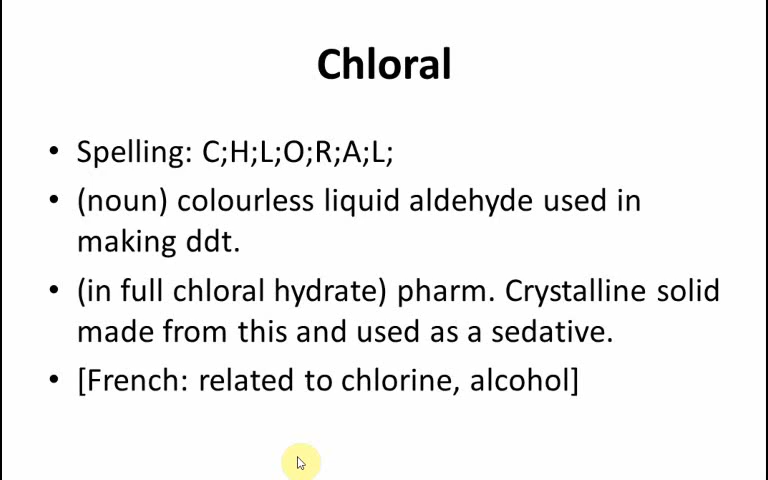 Chloral
• Spelling: C;H;L;O;R;A;L;
• (noun) colourless liquid aldehyde used in
making ddt.
• (in full chloral hydrate) pharm. Crystalline solid
made from this and used as a sedative.
• [French: related to chlorine, alcohol]